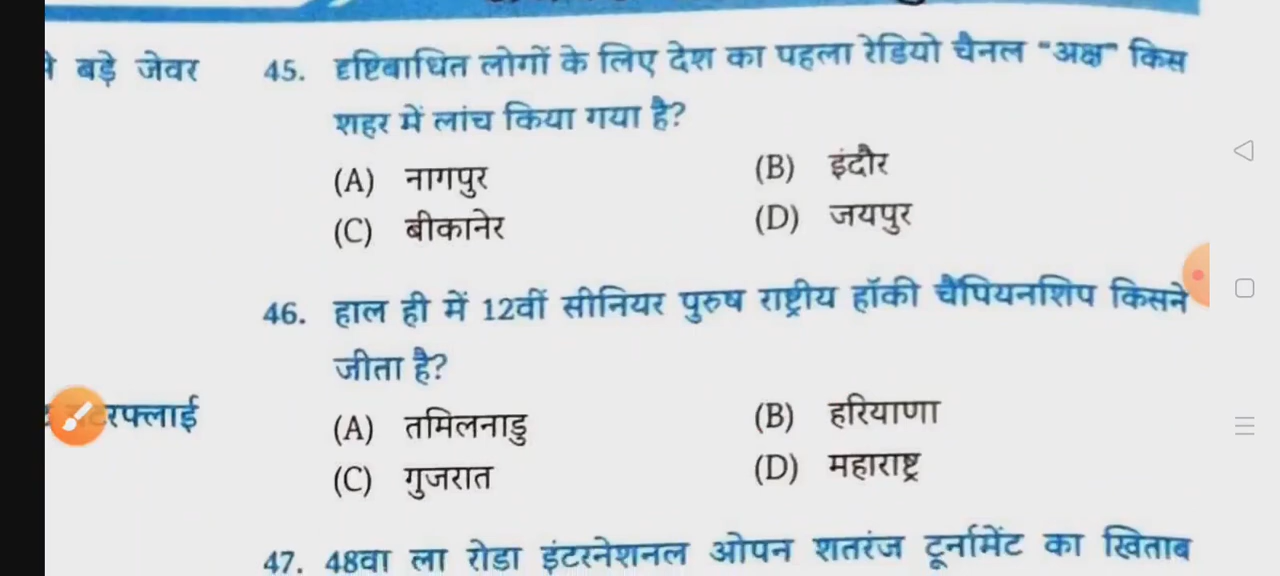 बड़े जेवर
45. दृष्टिबाधित लोगों के लिए देश का पहला रेडियो चैनल "अक्ष" किस
शहर में लांच किया गया है?
(A) नागपुर
(B) इंदौर
(C) बीकानेर
(D) जयपुर
46. हाल ही में 12वीं सीनियर पुरुष राष्ट्रीय हॉकी चैंपियनशिप किसने
जीता है?
रफ्लाई
(A) तमिलनाडु
(B) हरियाणा
(C) गुजरात
(D) महाराष्ट्र
47. 48वा ला रोडा इंटरनेशनल ओपन शतरंज टूर्नामेंट का खिताब